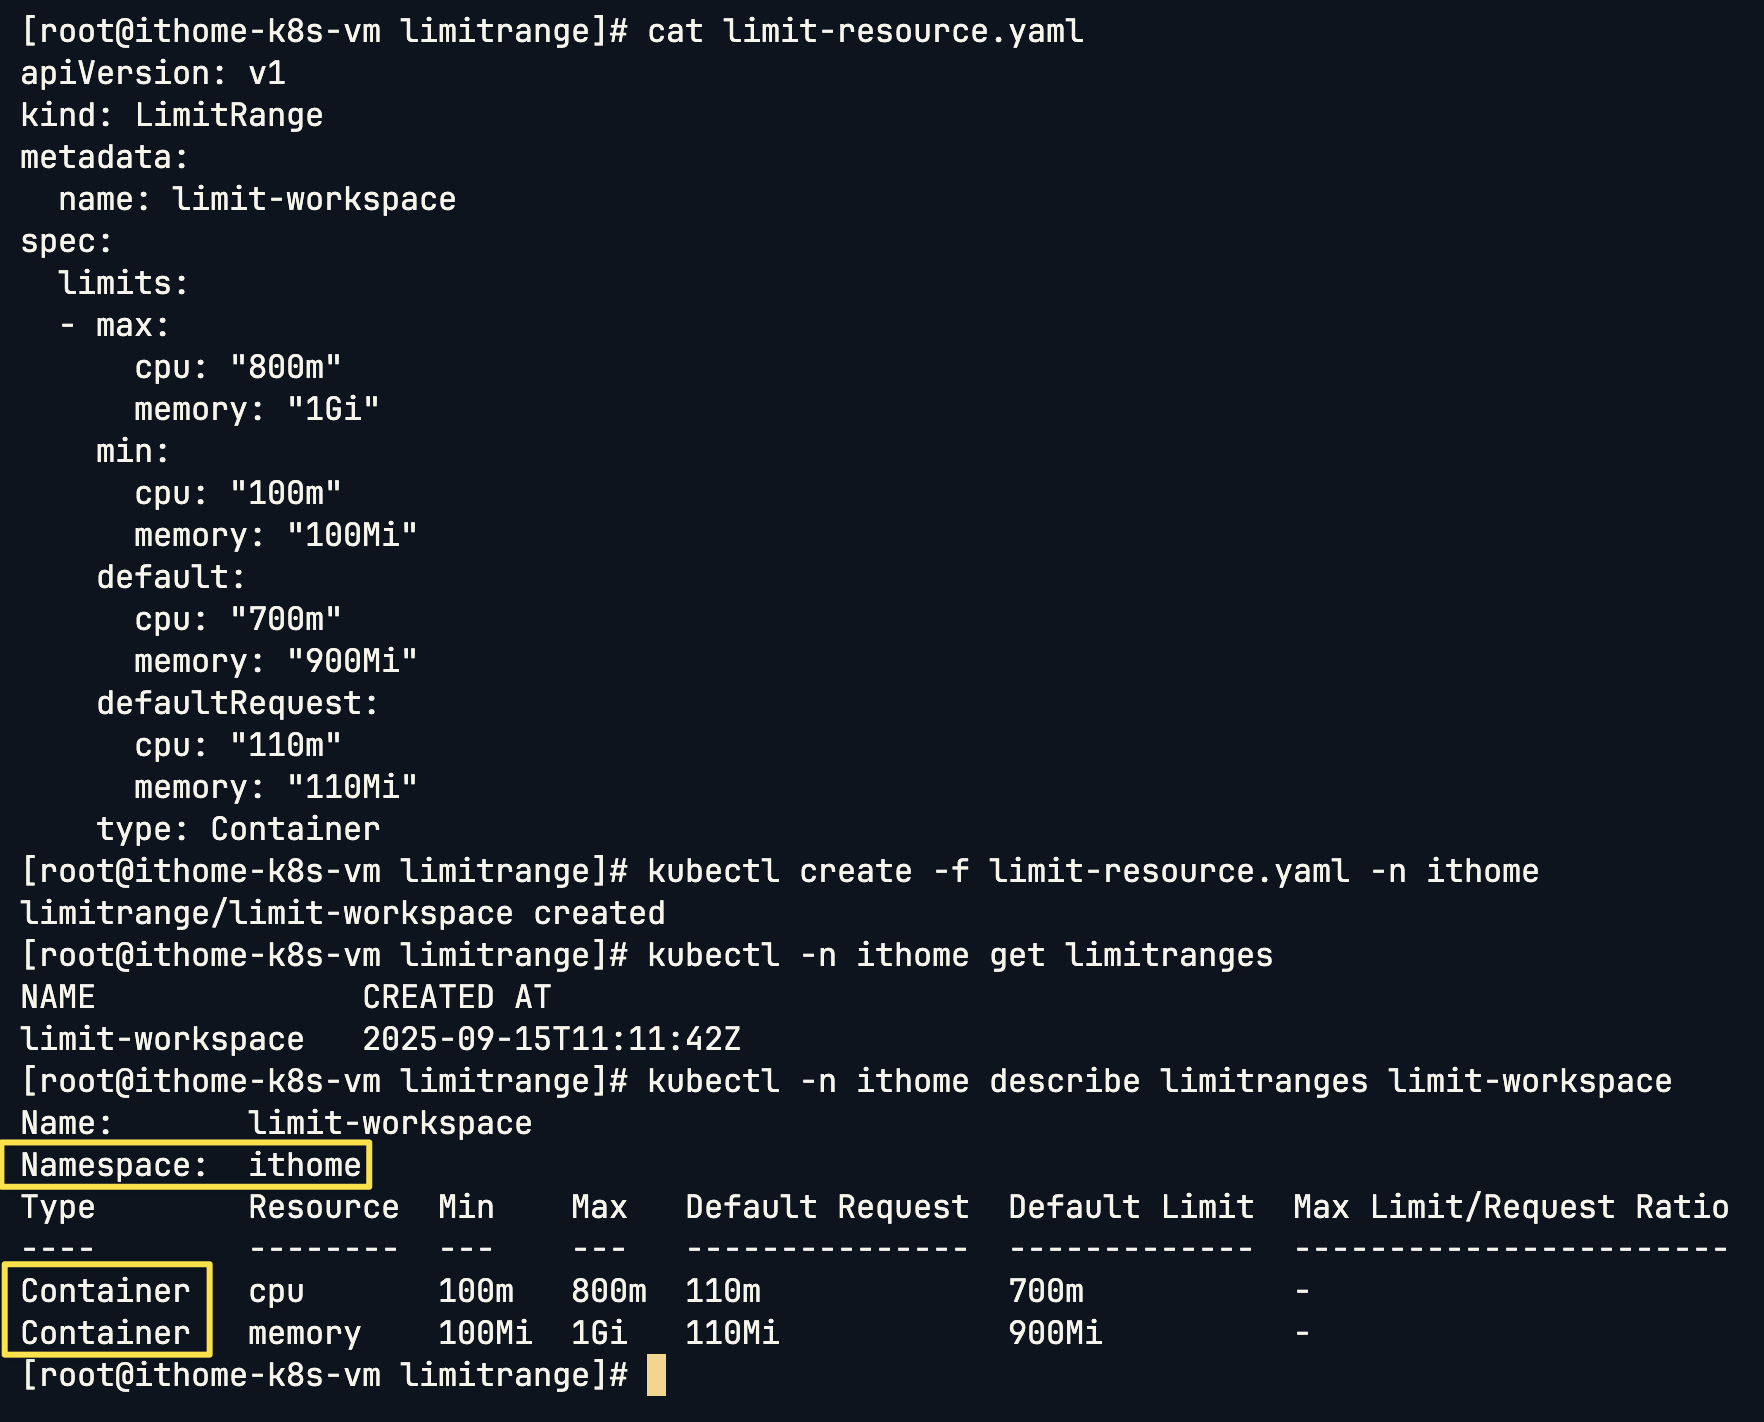 [root@ithome-k8s-vm limitrange]# cat limit-resource.yaml
apiVersion: v1
kind: LimitRange
metadata:
  name: limit-workspace
spec:
  limits:
  - max:
      cpu: "800m"
      memory: "1Gi"
    min:
      cpu: "100m"
      memory: "100Mi"
    default:
      cpu: "700m"
      memory: "900Mi"
    defaultRequest:
      cpu: "110m"
      memory: "110Mi"
    type: Container
[root@ithome-k8s-vm limitrange]# kubectl create -f limit-resource.yaml -n ithome
limitrange/limit-workspace created
[root@ithome-k8s-vm limitrange]# kubectl -n ithome get limitranges
NAME              CREATED AT
limit-workspace   2025-09-15T11:11:42Z
[root@ithome-k8s-vm limitrange]# kubectl -n ithome describe limitranges limit-workspace
Name:       limit-workspace
Namespace:  ithome
Type        Resource  Min    Max   Default Request  Default Limit  Max Limit/Request Ratio
----        --------  ---    ---   ---------------  -------------  -----------------------
Container   cpu       100m   800m  110m             700m           -
Container   memory    100Mi  1Gi   110Mi            900Mi          -
[root@ithome-k8s-vm limitrange]#